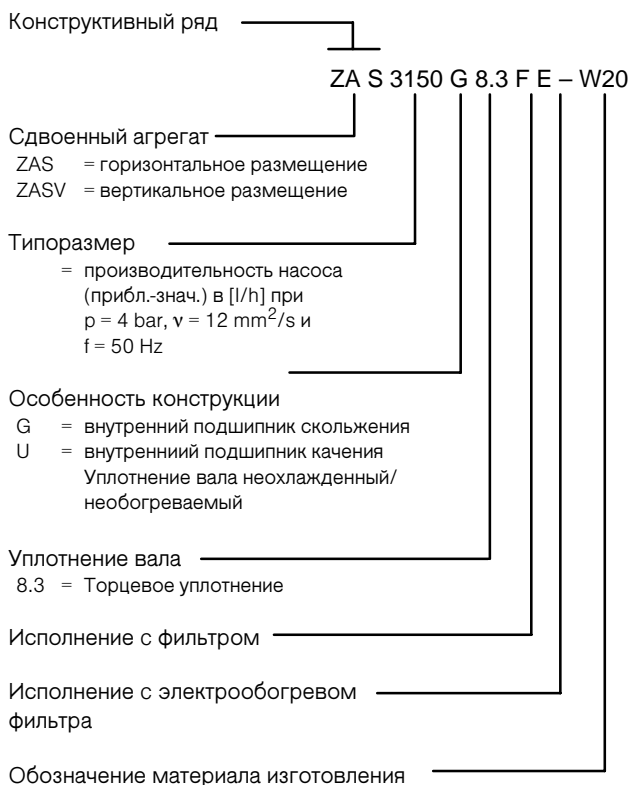 Конструктивный ряд
ZA S 3150 G 8.3 F E – W20
Сдвоенный агрегат
ZAS = горизонтальное размещение
ZASV = вертикальное размещение
Типоразмер
= производительность насоса
(прибл.-знач.) в [l/h] при
p = 4 bar, ν = 12 mm²/s и
f = 50 Hz
Особенность конструкции
G = внутренний подшипник скольжения
U = внутренниий подшипник качения
Уплотнение вала неохлажденный/
необогреваемый
Уплотнение вала
8.3 = Торцевое уплотнение
Исполнение с фильтром
Исполнение с электрообогревом
фильтра
Обозначение материала изготовления